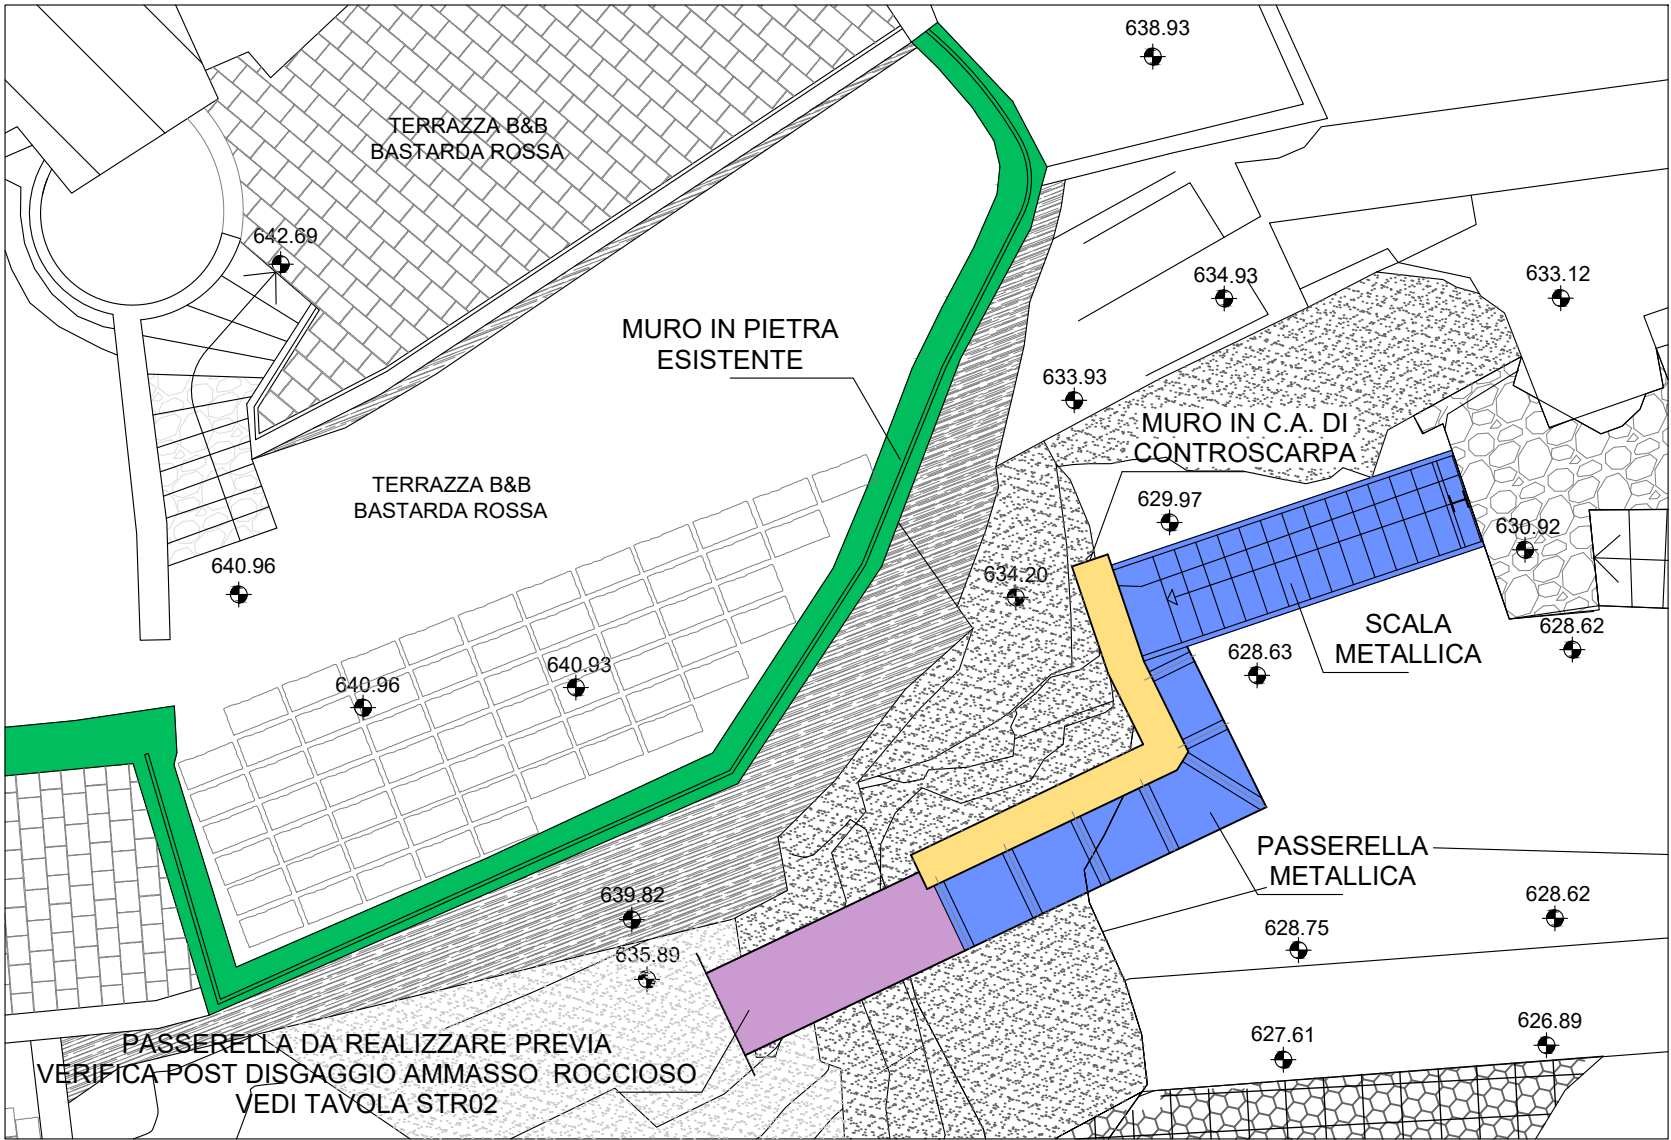 638.93
TERRAZZA B&B
BASTARDA ROSSA
642.69
634.93
633.12
MURO IN PIETRA
ESISTENTE
633.93
MURO IN C.A. DI
CONTROSCARPA
TERRAZZA B&B
BASTARDA ROSSA
629.97
630.92
640.96
634.20
SCALA
METALLICA
628.62
628.63
640.93
640.96
PASSERELLA
METALLICA
639.82
628.62
628.75
635.89
PASSERELLA DA REALIZZARE PREVIA
VERIFICA POST DISGAGGIO AMMASSO ROCCIOSO
VEDI TAVOLA STR02
627.61
626.89